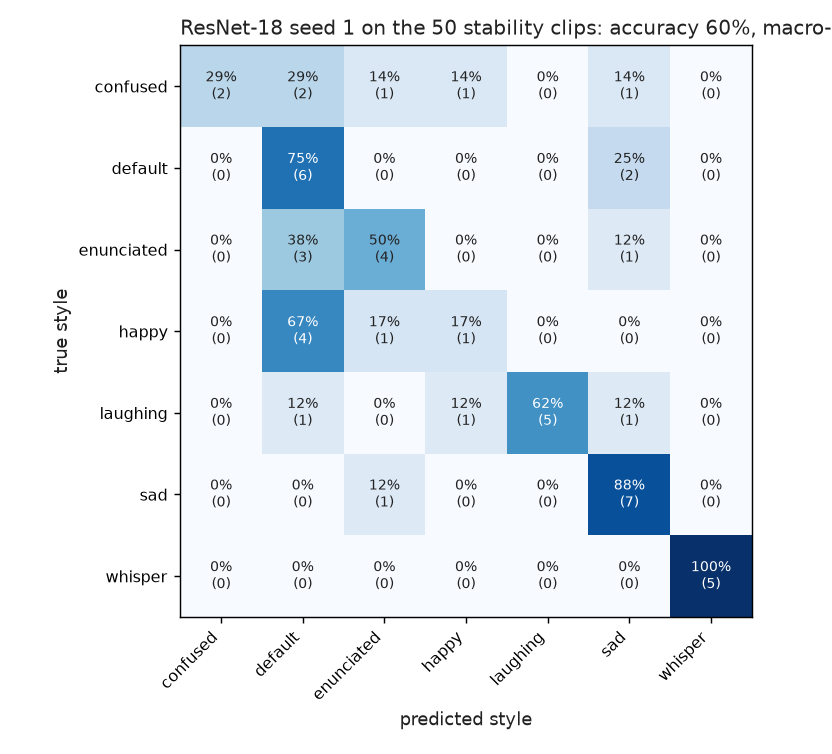 ResNet-18 seed 1 on the 50 stability clips: accuracy 60%, macro-
confused 29% 29% 14% 14% 0% 14% 0%
(2) (2) (1) (1) (0) (1) (0)
default 0% 75% 0% 0% 0% 25% 0%
(0) (6) (0) (0) (0) (2) (0)
enunciated 0% 38% 50% 0% 0% 12% 0%
(0) (3) (4) (0) (0) (1) (0)
happy 0% 67% 17% 17% 0% 0% 0%
(0) (4) (1) (1) (0) (0) (0)
laughing 0% 12% 0% 12% 62% 12% 0%
(0) (1) (0) (1) (5) (1) (0)
sad 0% 0% 12% 0% 0% 88% 0%
(0) (0) (1) (0) (0) (7) (0)
whisper 0% 0% 0% 0% 0% 0% 100%
(0) (0) (0) (0) (0) (0) (5)
true style
confused default enunciated happy laughing sad whisper
predicted style